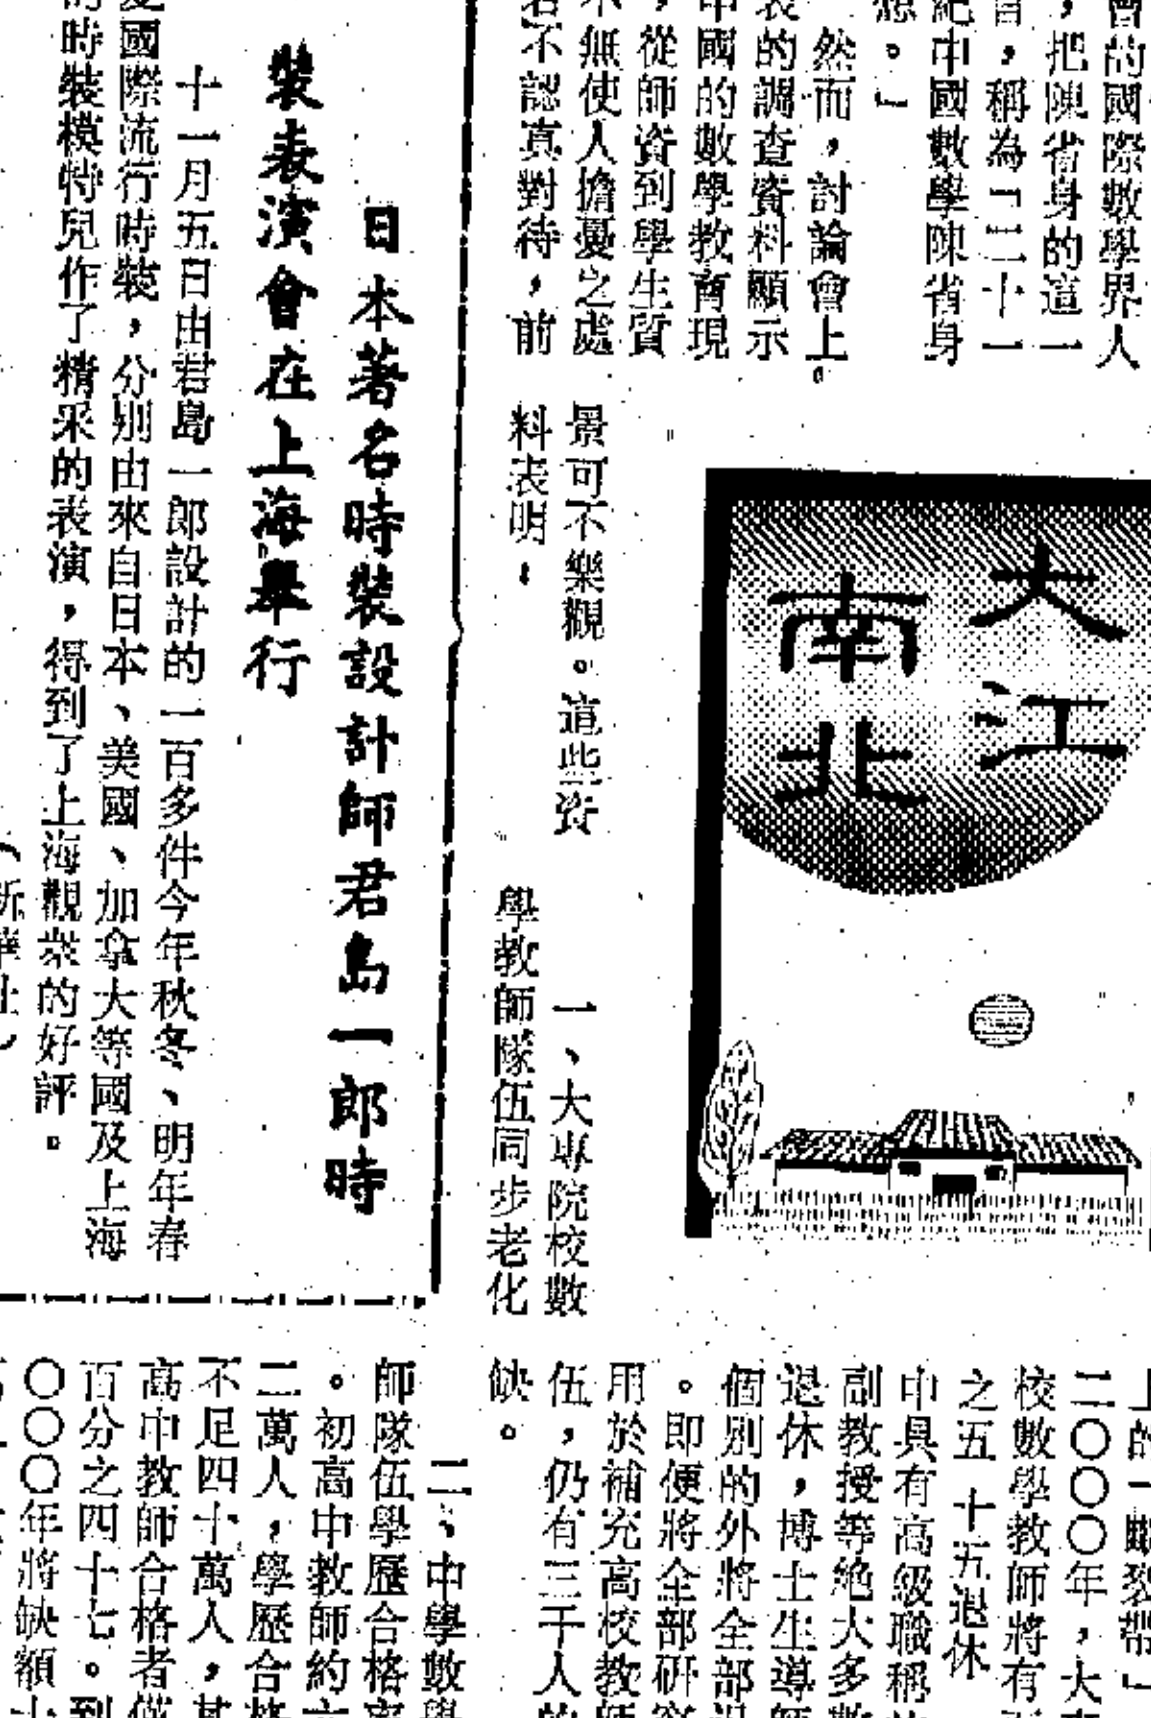 會的國際數學界人
，把陳省身的這一
，稱為「二十一
紀中國數學陳省身
。」
然而，討論會上
表的調查資料顯示
中國的數學教育現
，從師資到學生質
不無使人擔憂之處
若不認真對待，前
景可不樂觀。這些資
料表明：
一、大專院校數
學教師隊伍同步老化
大江
南北
上的一
二〇〇〇年，大
校數學教師將有
之五十五退休
中具有高級職稱
副教授等絕大多數
退休，博士生導師
個別的外將全部退
。即便將全部研究
用於補充高校教師
伍，仍有三千人的
缺。
二、中學數學
師隊伍學歷合格率
。初高中教師約六
二萬人，學歷合格
不足四十萬人，其
高中教師合格者僅
百分之四十七。到
〇〇〇年將缺額十
日本著名時裝設計師君島一郎時
裝表演會在上海舉行
十一月五日由君島一郎設計的一百多件今年秋冬、明年春
夏國際流行時裝，分別由來自日本、美國、加拿大等國及上海
的時裝模特兒作了精采的表演，得到了上海觀衆的好評。
（新華社）